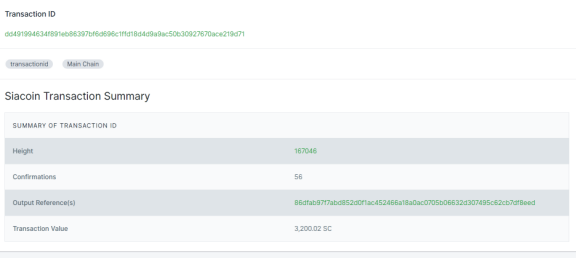 Transaction ID
dd491994634f891eb86397bf6d696c1ffd18d4d9a9ac50b30927670ace219d71
transactionid Main Chain
Siacoin Transaction Summary
SUMMARY OF TRANSACTION ID
Height 167046
Confirmations 56
Output Reference(s) 86dfab97f7abd852d0f1ac452466a18a0ac0705b06632d307495c62cb7df8eed
Transaction Value 3,200.02 SC